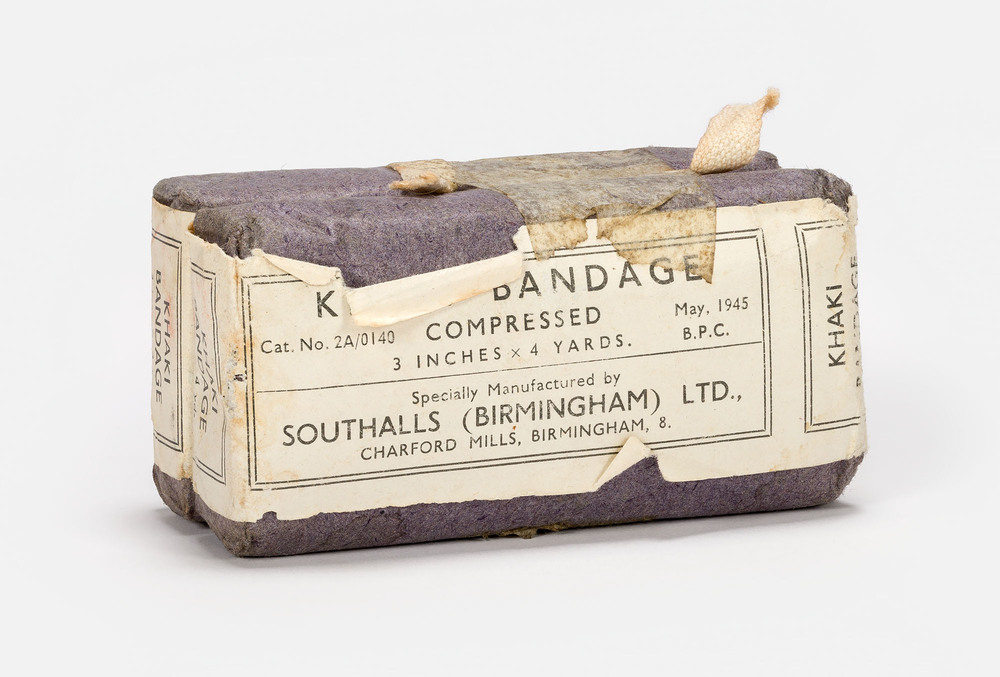 KHAKI
BANDAGE
KHAKI
K BANDAGE
Cat. No. 2A/0140 COMPRESSED May, 1945
3 INCHES × 4 YARDS. B.P.C.
Specially Manufactured by
SOUTHALLS (BIRMINGHAM) LTD.,
CHARFORD MILLS, BIRMINGHAM, 8.
KHAKI